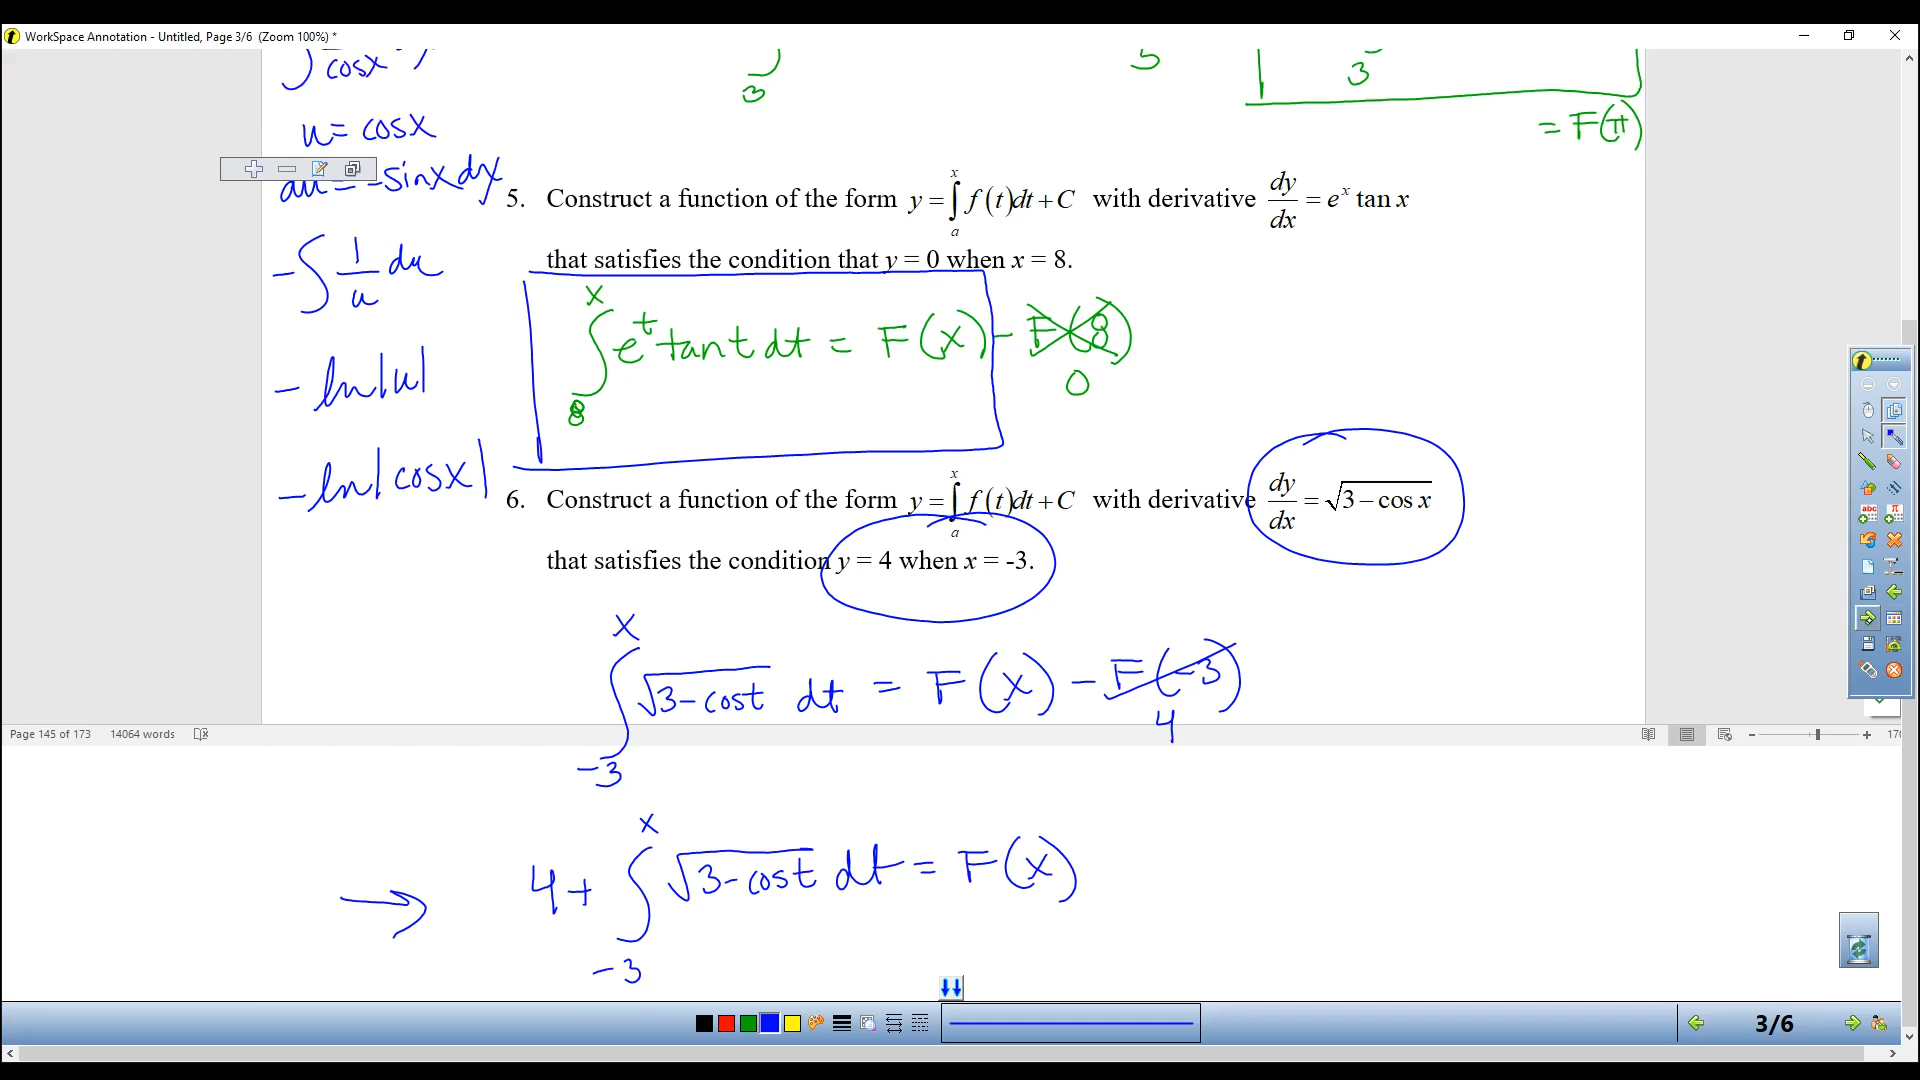 WorkSpace Annotation - Untitled, Page 3/6 (Zoom 100%) *
cosx
3
5
3
= F(π)
u = cosx
du = -sinx dx
5. Construct a function of the form y = ∫ₐˣ f(t)dt + C with derivative dy/dx = eˣ tan x
that satisfies the condition that y = 0 when x = 8.
-∫ 1/u du
∫₈ˣ eᵗ tant dt = F(x) - F(8)
0
- ln|u|
- ln|cosx|
6. Construct a function of the form y = ∫ₐˣ f(t)dt + C with derivative dy/dx = √(3 – cos x)
that satisfies the condition y = 4 when x = -3.
∫₋₃ˣ √(3-cost) dt = F(x) - F(-3)
4
Page 145 of 173 14064 words
4 + ∫₋₃ˣ √(3-cost) dt = F(x)
3/6